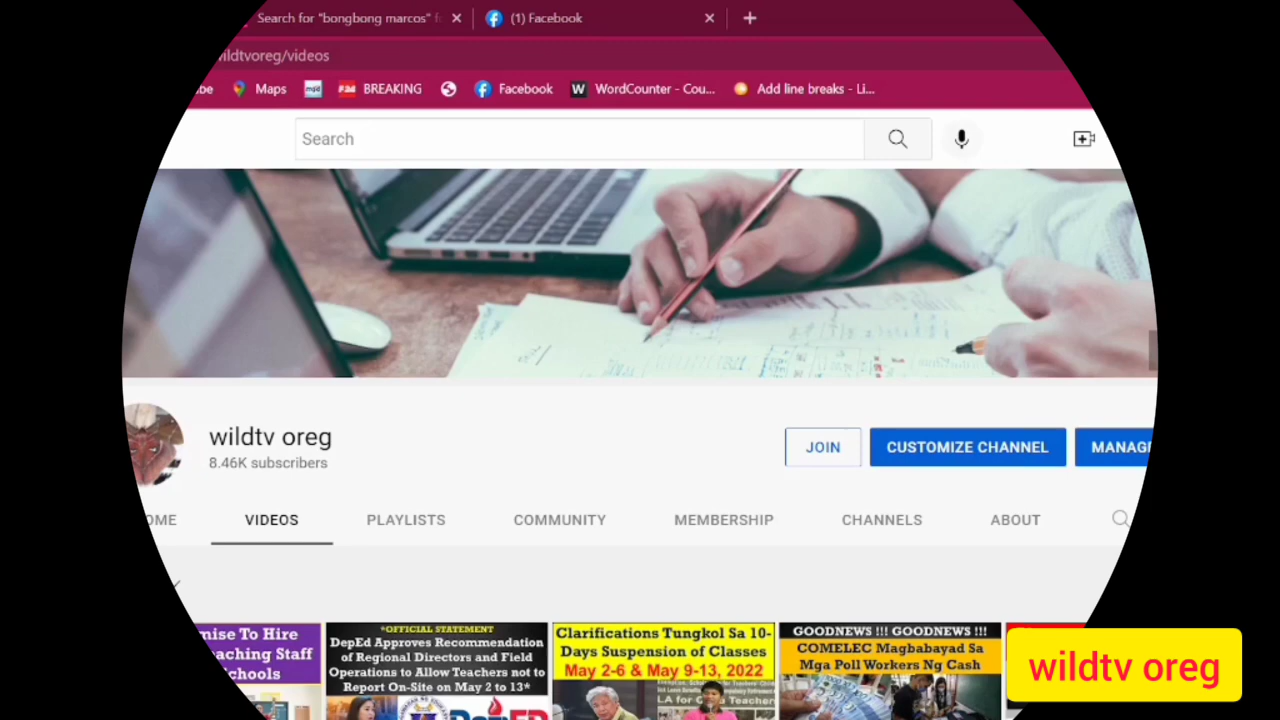 Search for "bongbong marcos" f
(1) Facebook
wildtvoreg/videos
be Maps BREAKING Facebook WordCounter - Cou... Add line breaks - Li...
Search
wildtv oreg
8.46K subscribers
JOIN CUSTOMIZE CHANNEL MANAGE
OME VIDEOS PLAYLISTS COMMUNITY MEMBERSHIP CHANNELS ABOUT
mise To Hire
aching Staff
chools
*OFFICIAL STATEMENT
DepEd Approves Recommendation
of Regional Directors and Field
Operations to Allow Teachers not to
Report On-Site on May 2 to 13*
DepED
Clarifications Tungkol Sa 10-
Days Suspension of Classes
May 2-6 & May 9-13, 2022
GOODNEWS !!! GOODNEWS !!!
COMELEC Magbabayad Sa
Mga Poll Workers Ng Cash
wildtv oreg